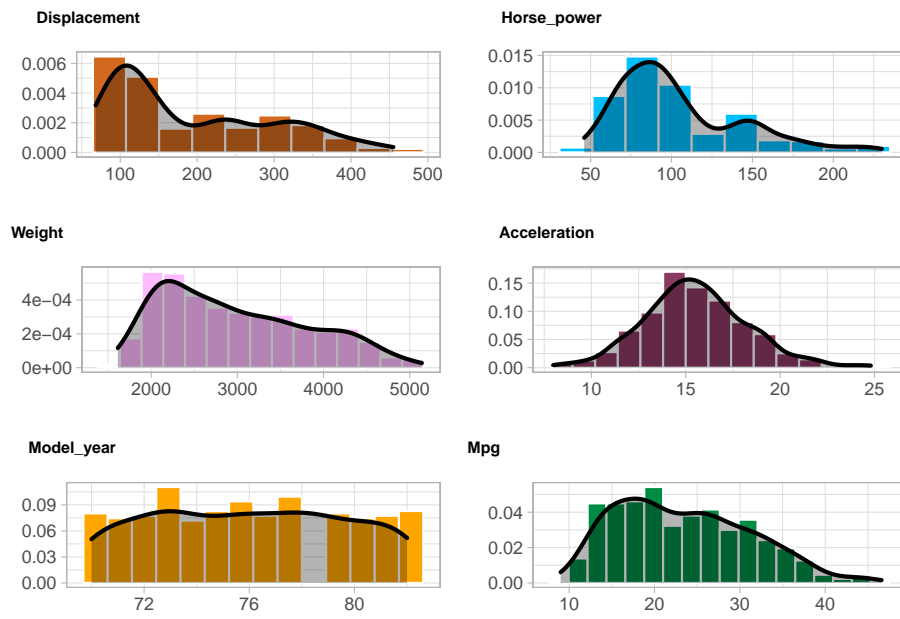 Displacement
Horse_power
0.006
0.004
0.002
0.000
100 200 300 400 500
0.015
0.010
0.005
0.000
50 100 150 200
Weight
Acceleration
4e−04
2e−04
0e+00
2000 3000 4000 5000
0.15
0.10
0.05
0.00
10 15 20 25
Model_year
Mpg
0.09
0.06
0.03
0.00
72 76 80
0.04
0.02
0.00
10 20 30 40